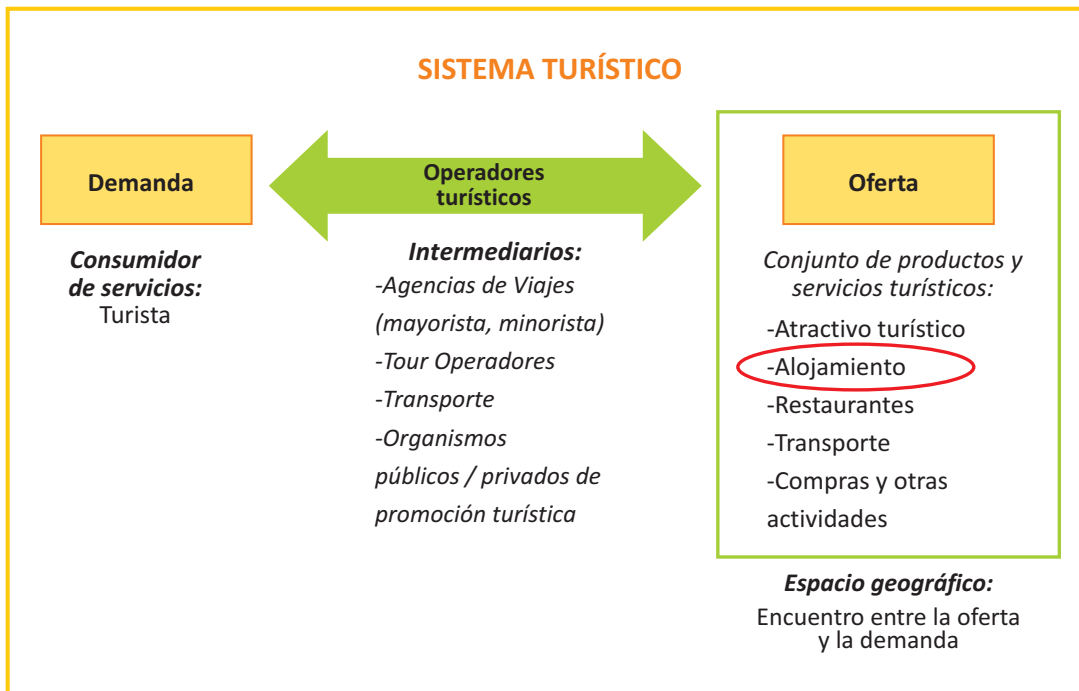 SISTEMA TURÍSTICO
Demanda
Consumidor
de servicios:
Turista
Operadores
turísticos
Intermediarios:
-Agencias de Viajes
(mayorista, minorista)
-Tour Operadores
-Transporte
-Organismos
públicos / privados de
promoción turística
Oferta
Conjunto de productos y
servicios turísticos:
-Atractivo turístico
-Alojamiento
-Restaurantes
-Transporte
-Compras y otras
actividades
Espacio geográfico:
Encuentro entre la oferta
y la demanda